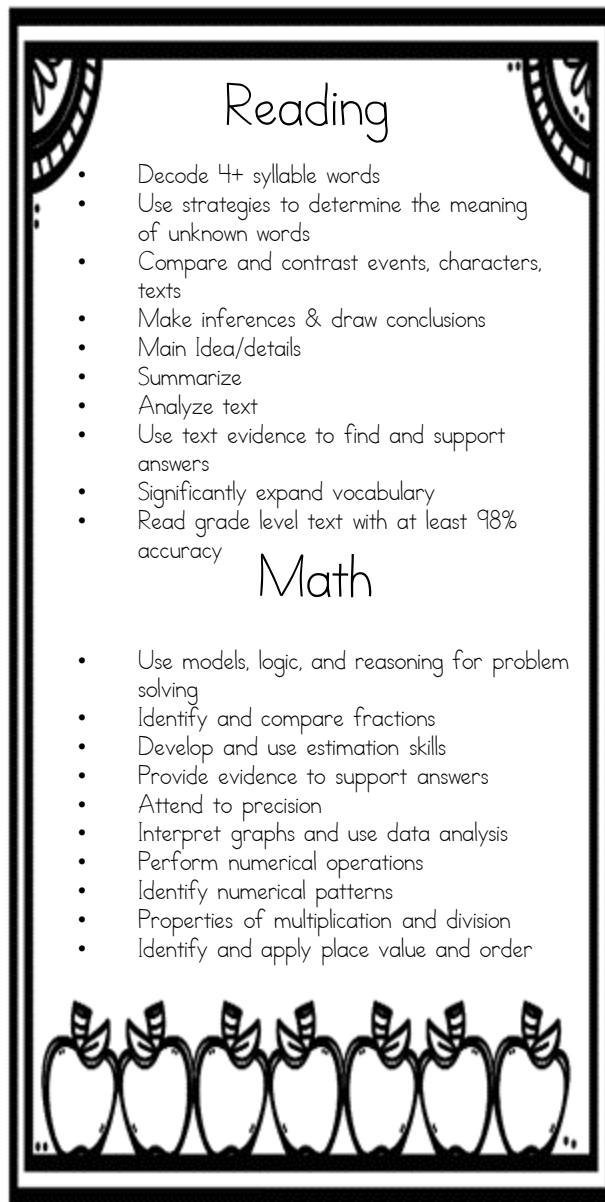 Reading
• Decode 4+ syllable words
• Use strategies to determine the meaning
of unknown words
• Compare and contrast events, characters,
texts
• Make inferences & draw conclusions
• Main Idea/details
• Summarize
• Analyze text
• Use text evidence to find and support
answers
• Significantly expand vocabulary
• Read grade level text with at least 98%
accuracy
Math
• Use models, logic, and reasoning for problem
solving
• Identify and compare fractions
• Develop and use estimation skills
• Provide evidence to support answers
• Attend to precision
• Interpret graphs and use data analysis
• Perform numerical operations
• Identify numerical patterns
• Properties of multiplication and division
• Identify and apply place value and order